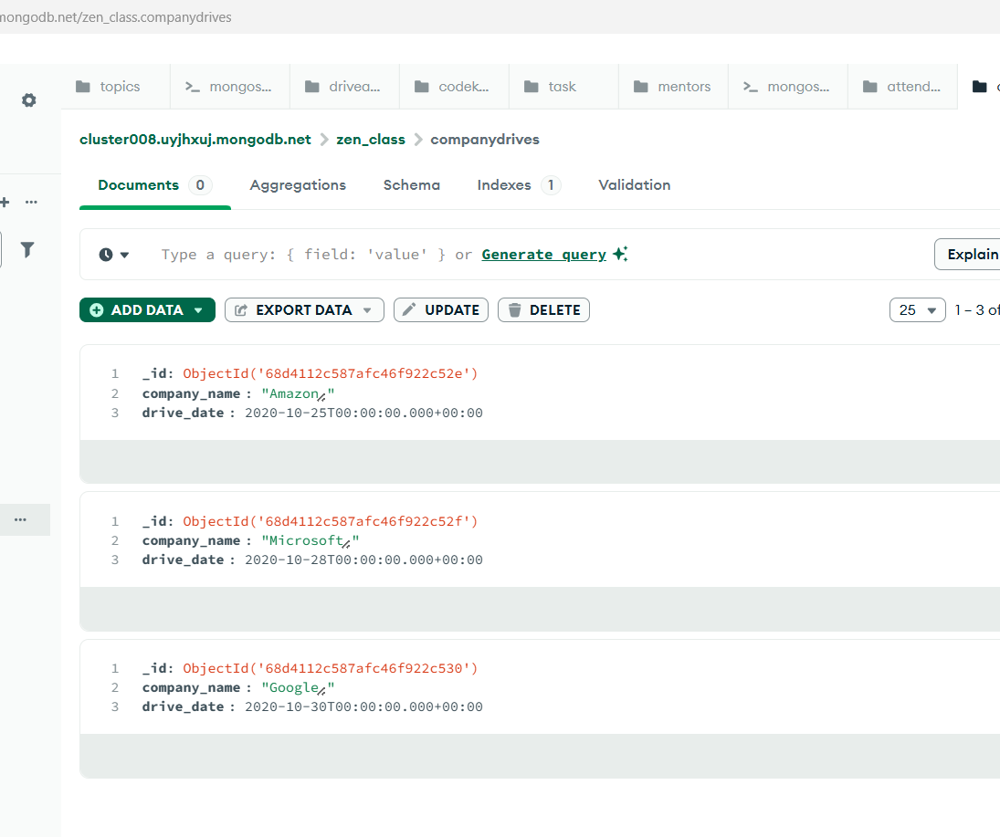 mongodb.net/zen_class.companydrives
topics mongos... drivea... codek... task mentors mongos... attend...
cluster008.uyjhxuj.mongodb.net > zen_class > companydrives
Documents 0 Aggregations Schema Indexes 1 Validation
Type a query: { field: 'value' } or Generate query Explain
ADD DATA EXPORT DATA UPDATE DELETE 25 1 – 3 of
1 _id: ObjectId('68d4112c587afc46f922c52e')
2 company_name : "Amazon"
3 drive_date : 2020-10-25T00:00:00.000+00:00
1 _id: ObjectId('68d4112c587afc46f922c52f')
2 company_name : "Microsoft"
3 drive_date : 2020-10-28T00:00:00.000+00:00
1 _id: ObjectId('68d4112c587afc46f922c530')
2 company_name : "Google"
3 drive_date : 2020-10-30T00:00:00.000+00:00